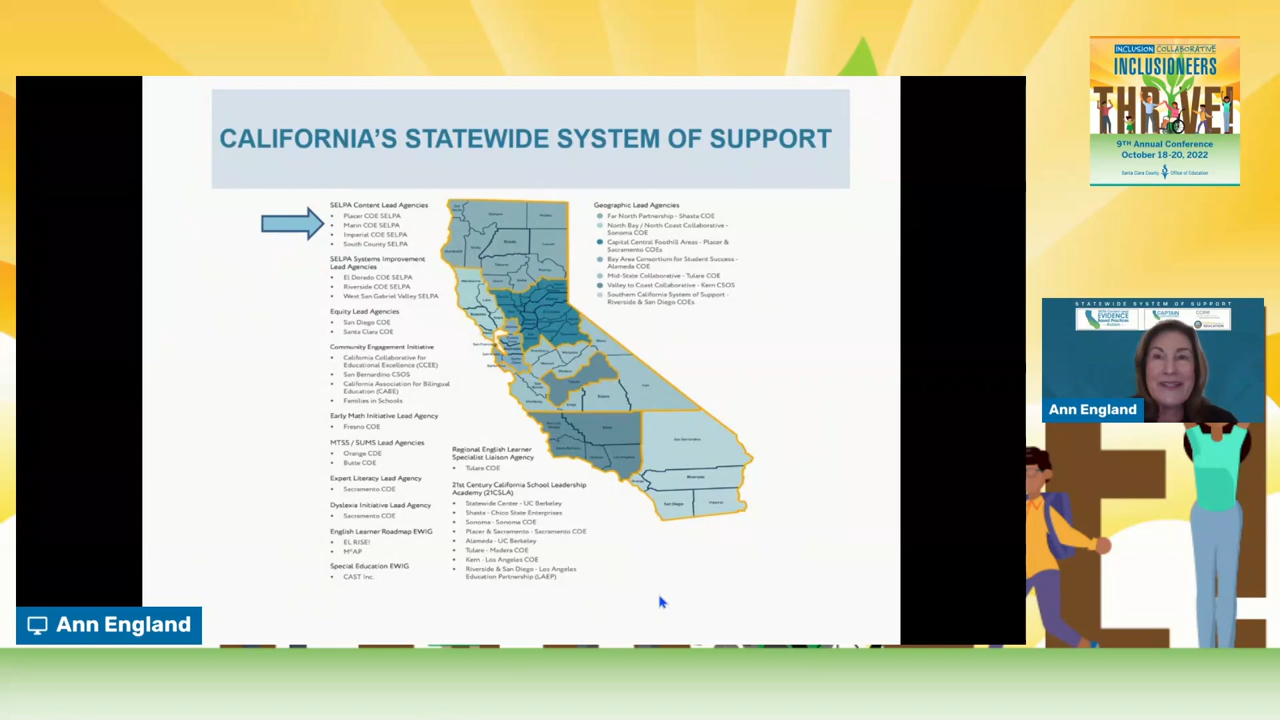 CALIFORNIA'S STATEWIDE SYSTEM OF SUPPORT
SELPA Content Lead Agencies
• Placer COE SELPA
• Marin COE SELPA
• Imperial COE SELPA
• South County SELPA
SELPA Systems Improvement
Lead Agencies
• El Dorado COE SELPA
• Riverside COE SELPA
• West San Gabriel Valley SELPA
Equity Lead Agencies
• San Diego COE
• Santa Clara COE
Community Engagement Initiative
• California Collaborative for
Educational Excellence (CCEE)
• San Bernardino CSOS
• California Association for Bilingual
Education (CABE)
• Families in Schools
Early Math Initiative Lead Agency
• Fresno COE
MTSS / SUMS Lead Agencies
• Orange CDE
• Butte COE
Expert Literacy Lead Agency
• Sacramento COE
Dyslexia Initiative Lead Agency
• Sacramento COE
English Learner Roadmap EWIG
• EL RISE!
• M²AP
Special Education EWIG
• CAST Inc.
Regional English Learner
Specialist Liaison Agency
• Tulare COE
21st Century California School Leadership
Academy (21CSLA)
• Statewide Center - UC Berkeley
• Shasta - Chico State Enterprises
• Sonoma - Sonoma COE
• Placer & Sacramento - Sacramento COE
• Alameda - UC Berkeley
• Tulare - Madera COE
• Kern - Los Angeles COE
• Riverside & San Diego - Los Angeles
Education Partnership (LAEP)
Geographic Lead Agencies
Far North Partnership - Shasta COE
North Bay / North Coast Collaborative -
Sonoma COE
Capital Central Foothill Areas - Placer &
Sacramento COEs
Bay Area Consortium for Student Success -
Alameda COE
Mid-State Collaborative - Tulare COE
Valley to Coast Collaborative - Kern CSOS
Southern California System of Support -
Riverside & San Diego COEs
San Bernardino
Riverside
San Diego
Imperial
Ann England
INCLUSION COLLABORATIVE
INCLUSIONEERS
THRIVE!
9TH Annual Conference
October 18-20, 2022
Santa Clara County Office of Education
STATEWIDE SYSTEM OF SUPPORT
EVIDENCE
CAPTAIN
Ann England